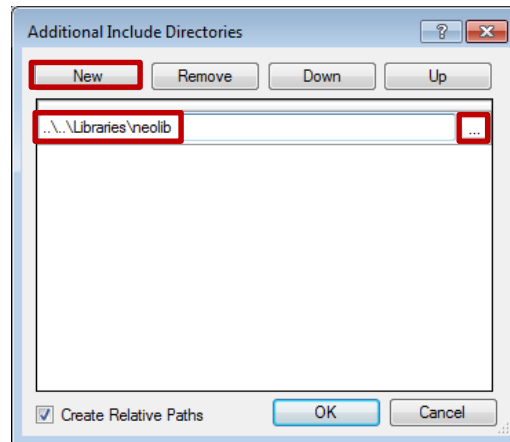 Additional Include Directories
New Remove Down Up
..\..\Libraries\neolib ...
Create Relative Paths OK Cancel